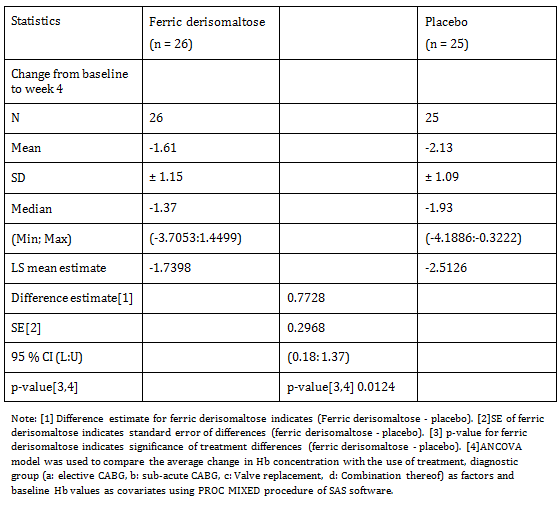 Statistics Ferric derisomaltose Placebo
(n = 26) (n = 25)
Change from baseline
to week 4
N 26 25
Mean -1.61 -2.13
SD ± 1.15 ± 1.09
Median -1.37 -1.93
(Min; Max) (-3.7053:1.4499) (-4.1886:-0.3222)
LS mean estimate -1.7398 -2.5126
Difference estimate[1] 0.7728
SE[2] 0.2968
95 % CI (L:U) (0.18: 1.37)
p-value[3,4] p-value[3,4] 0.0124
Note: [1] Difference estimate for ferric derisomaltose indicates (Ferric derisomaltose - placebo). [2]SE of ferric
derisomaltose indicates standard error of differences (ferric derisomaltose - placebo). [3] p-value for ferric
derisomaltose indicates significance of treatment differences (ferric derisomaltose - placebo). [4]ANCOVA
model was used to compare the average change in Hb concentration with the use of treatment, diagnostic
group (a: elective CABG, b: sub-acute CABG, c: Valve replacement, d: Combination thereof) as factors and
baseline Hb values as covariates using PROC MIXED procedure of SAS software.